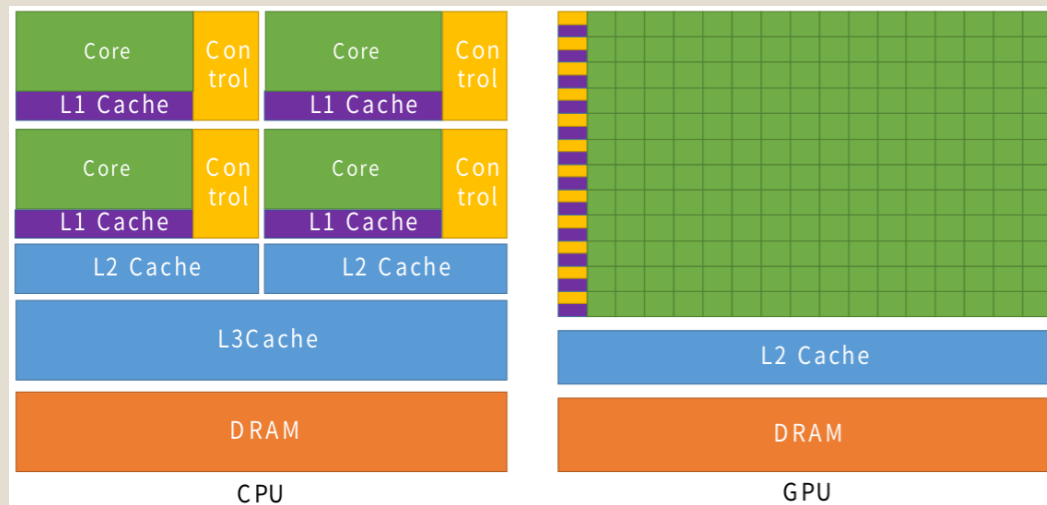 Core
Con
trol
L1 Cache
Core
Con
trol
L1 Cache
Core
Con
trol
L1 Cache
Core
Con
trol
L1 Cache
L2 Cache
L2 Cache
L3Cache
DRAM
CPU
L2 Cache
DRAM
GPU